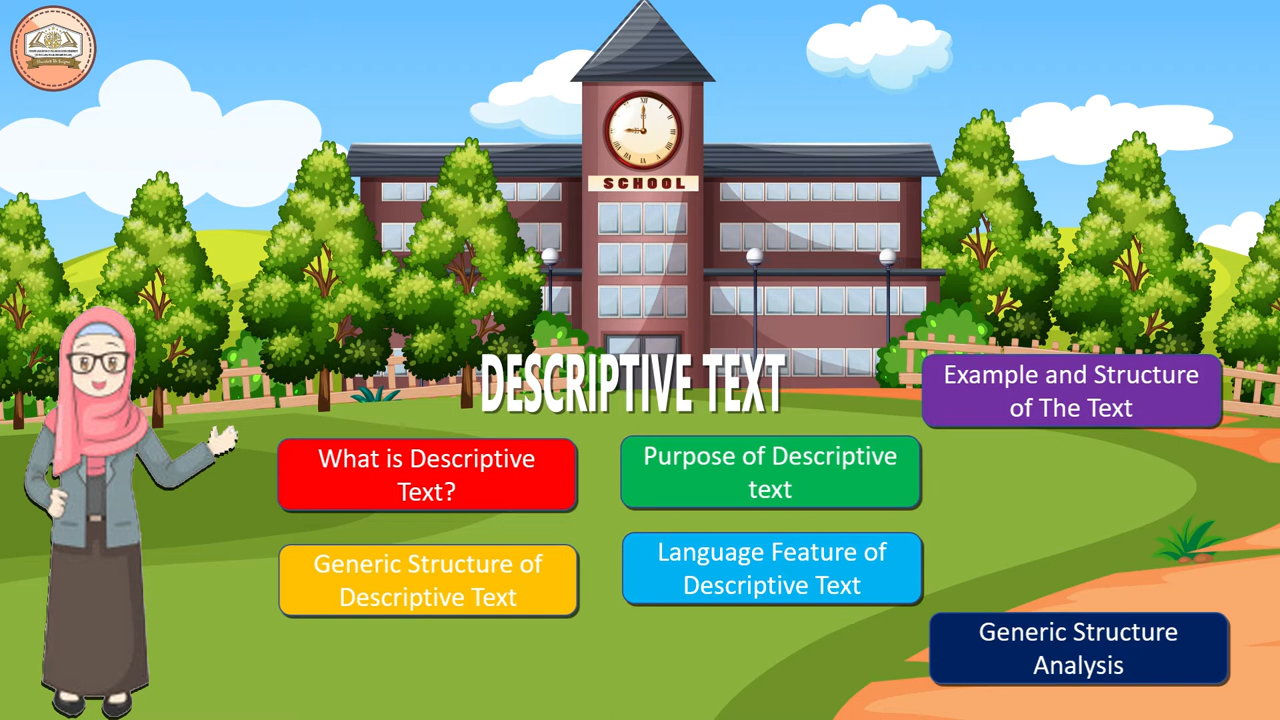 SCHOOL
DESCRIPTIVE TEXT
Example and Structure
of The Text
What is Descriptive
Text?
Purpose of Descriptive
text
Generic Structure of
Descriptive Text
Language Feature of
Descriptive Text
Generic Structure
Analysis